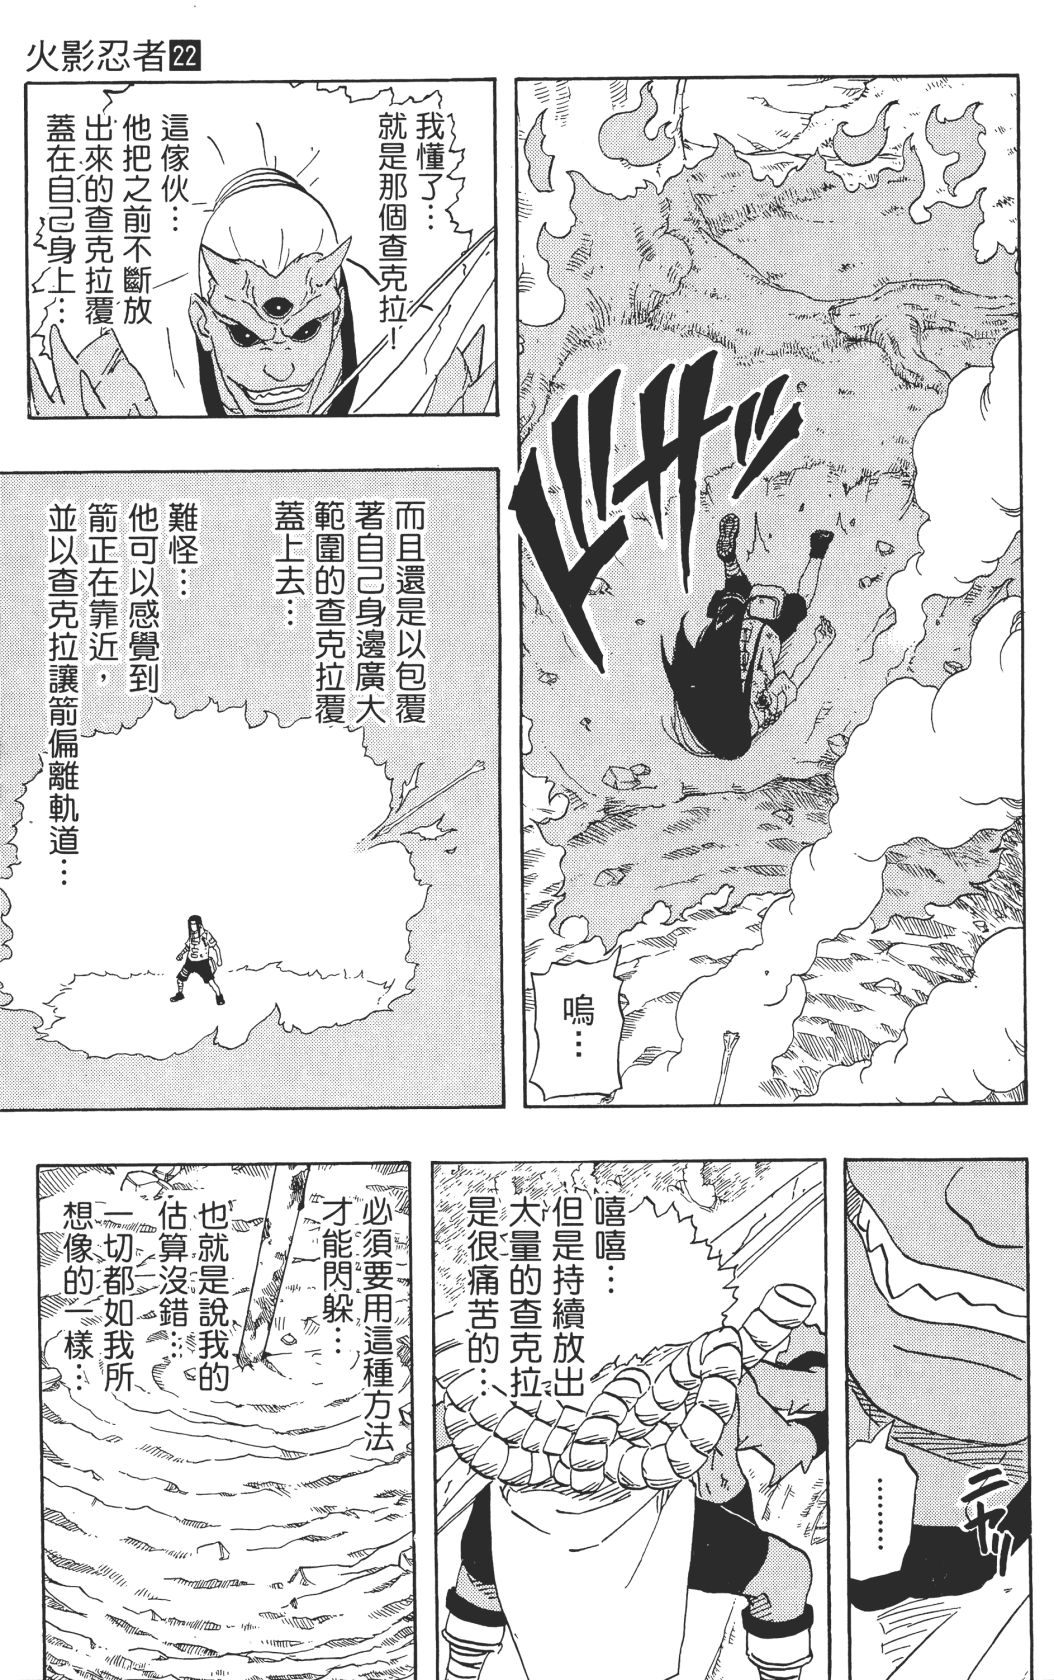 火影忍者22
ドサッ
嗚…
我懂了…
就是那個查克拉!
這傢伙…
他把之前不斷放
出來的查克拉覆
蓋在自己身上…
而且還是以包覆
著自己身邊廣大
範圍的查克拉覆
蓋上去…
難怪…
他可以感覺到
箭正在靠近，
並以查克拉讓箭偏離軌道…
ニヤッ
………
嘻嘻…
但是持續放出
大量的查克拉
是很痛苦的…
必須要用這種方法
才能閃躲…
也就是說我的
估算沒錯…
一切都如我所
想像的一樣…